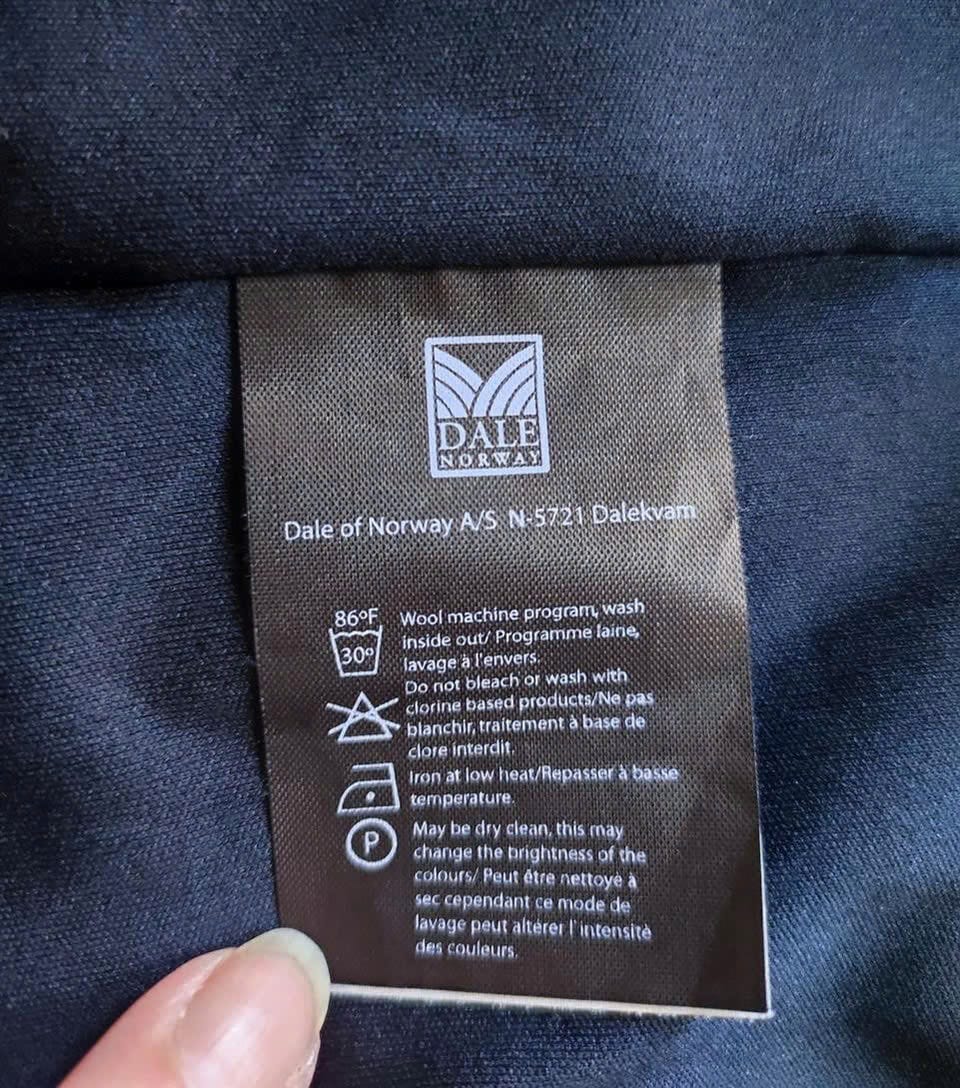 DALE
NORWAY
Dale of Norway A/S N-5721 Dalekvam
86ºF
30º
Wool machine program, wash
inside out/ Programme laine,
lavage à l'envers.
Do not bleach or wash with
clorine based products/Ne pas
blanchir, traitement à base de
clore interdit.
Iron at low heat/Repasser à basse
temperature.
P
May be dry clean, this may
change the brightness of the
colours/ Peut être nettoyé à
sec cependant ce mode de
lavage peut altérer l'intensité
des couleurs.